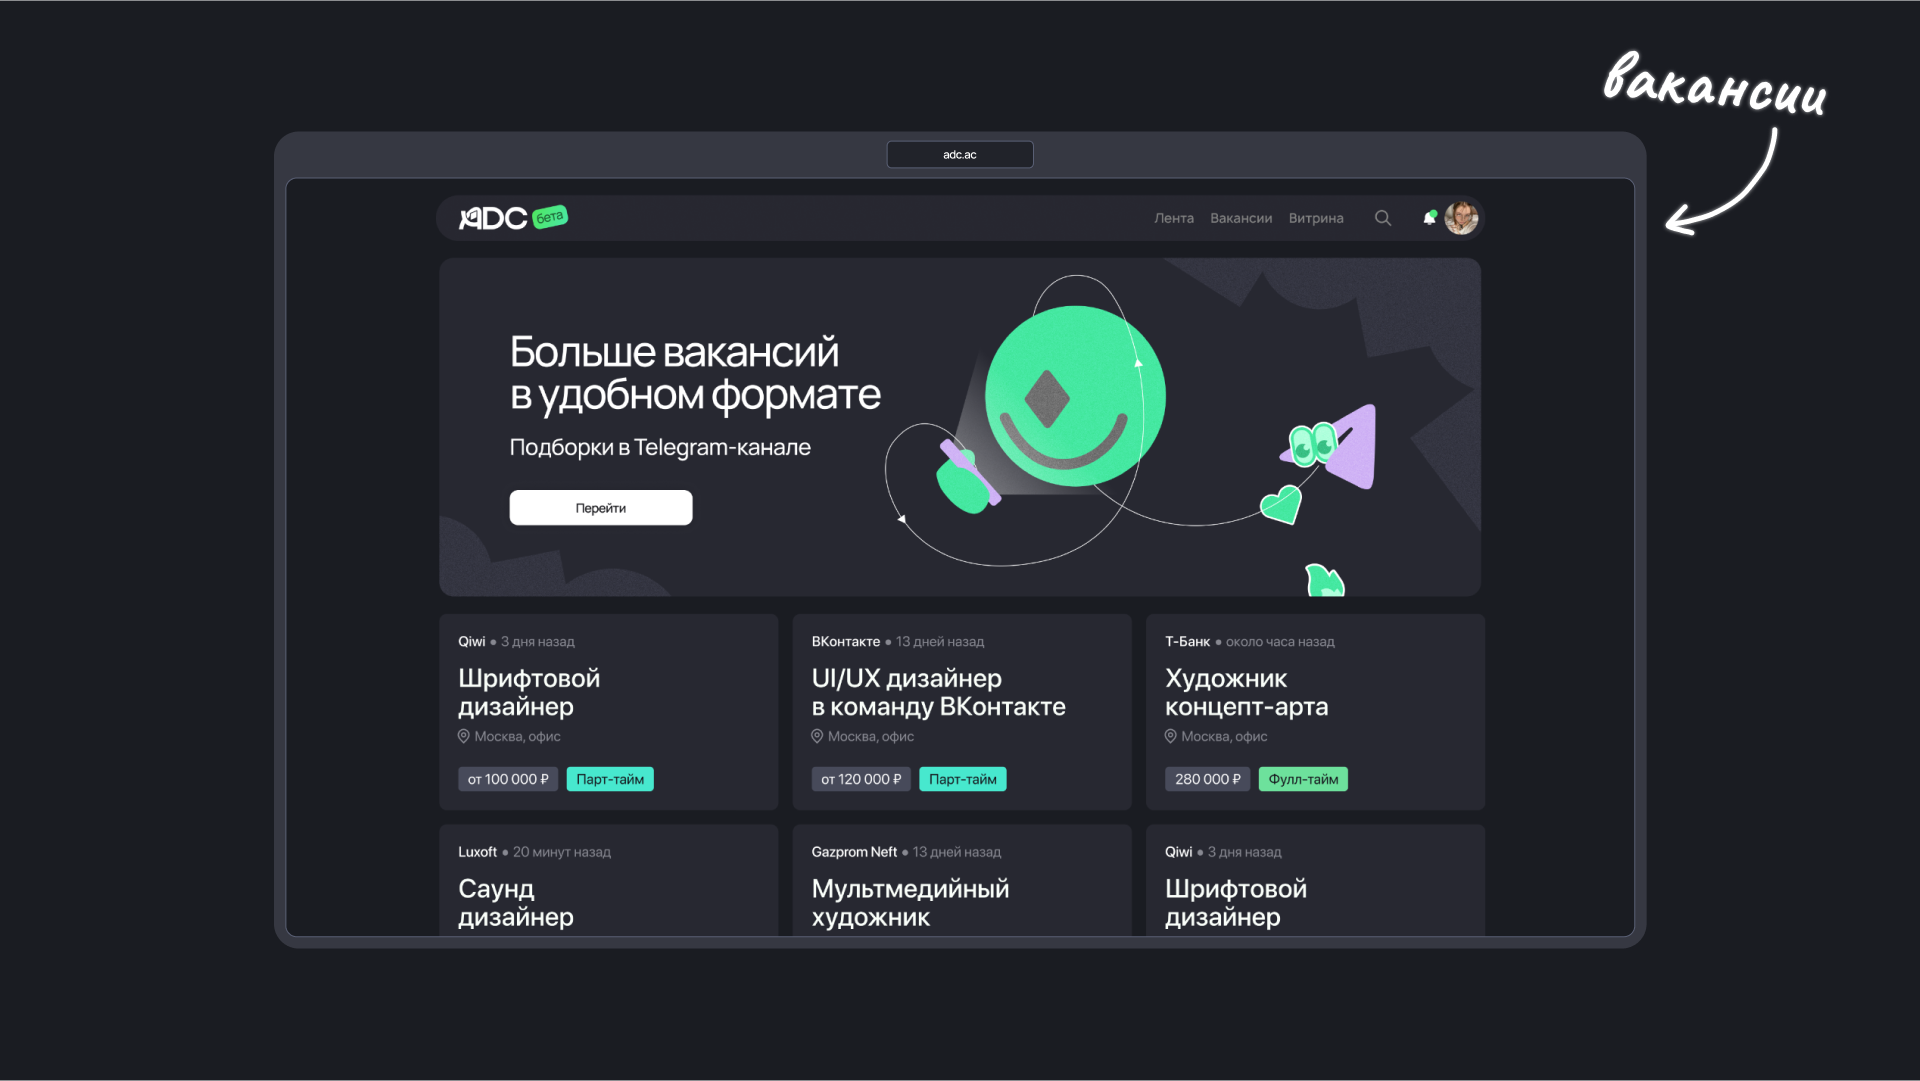 вакансии
adc.ac
ADC бета
Лента Вакансии Витрина
Больше вакансий
в удобном формате
Подборки в Telegram-канале
Перейти
Qiwi • 3 дня назад
Шрифтовой
дизайнер
Москва, офис
от 100 000 ₽ Парт-тайм
ВКонтакте • 13 дней назад
UI/UX дизайнер
в команду ВКонтакте
Москва, офис
от 120 000 ₽ Парт-тайм
Т-Банк • около часа назад
Художник
концепт-арта
Москва, офис
280 000 ₽ Фулл-тайм
Luxoft • 20 минут назад
Саунд
дизайнер
Gazprom Neft • 13 дней назад
Мультмедийный
художник
Qiwi • 3 дня назад
Шрифтовой
дизайнер